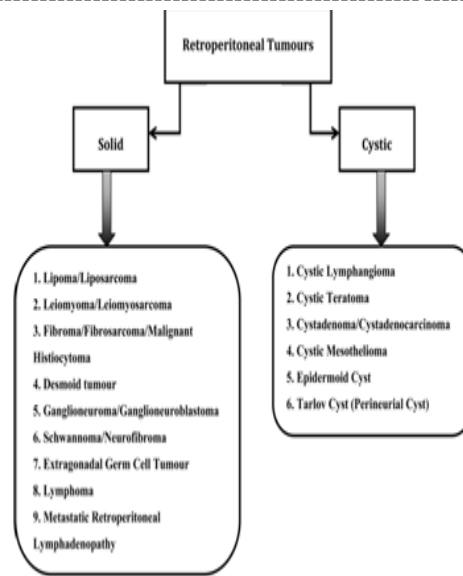 Retroperitoneal Tumours
Solid
Cystic
1. Lipoma/Liposarcoma
2. Leiomyoma/Leiomyosarcoma
3. Fibroma/Fibrosarcoma/Malignant
Histiocytoma
4. Desmoid tumour
5. Ganglioneuroma/Ganglioneuroblastoma
6. Schwannoma/Neurofibroma
7. Extragonadal Germ Cell Tumour
8. Lymphoma
9. Metastatic Retroperitoneal
Lymphadenopathy
1. Cystic Lymphangioma
2. Cystic Teratoma
3. Cystadenoma/Cystadenocarcinoma
4. Cystic Mesothelioma
5. Epidermoid Cyst
6. Tarlov Cyst (Perineurial Cyst)